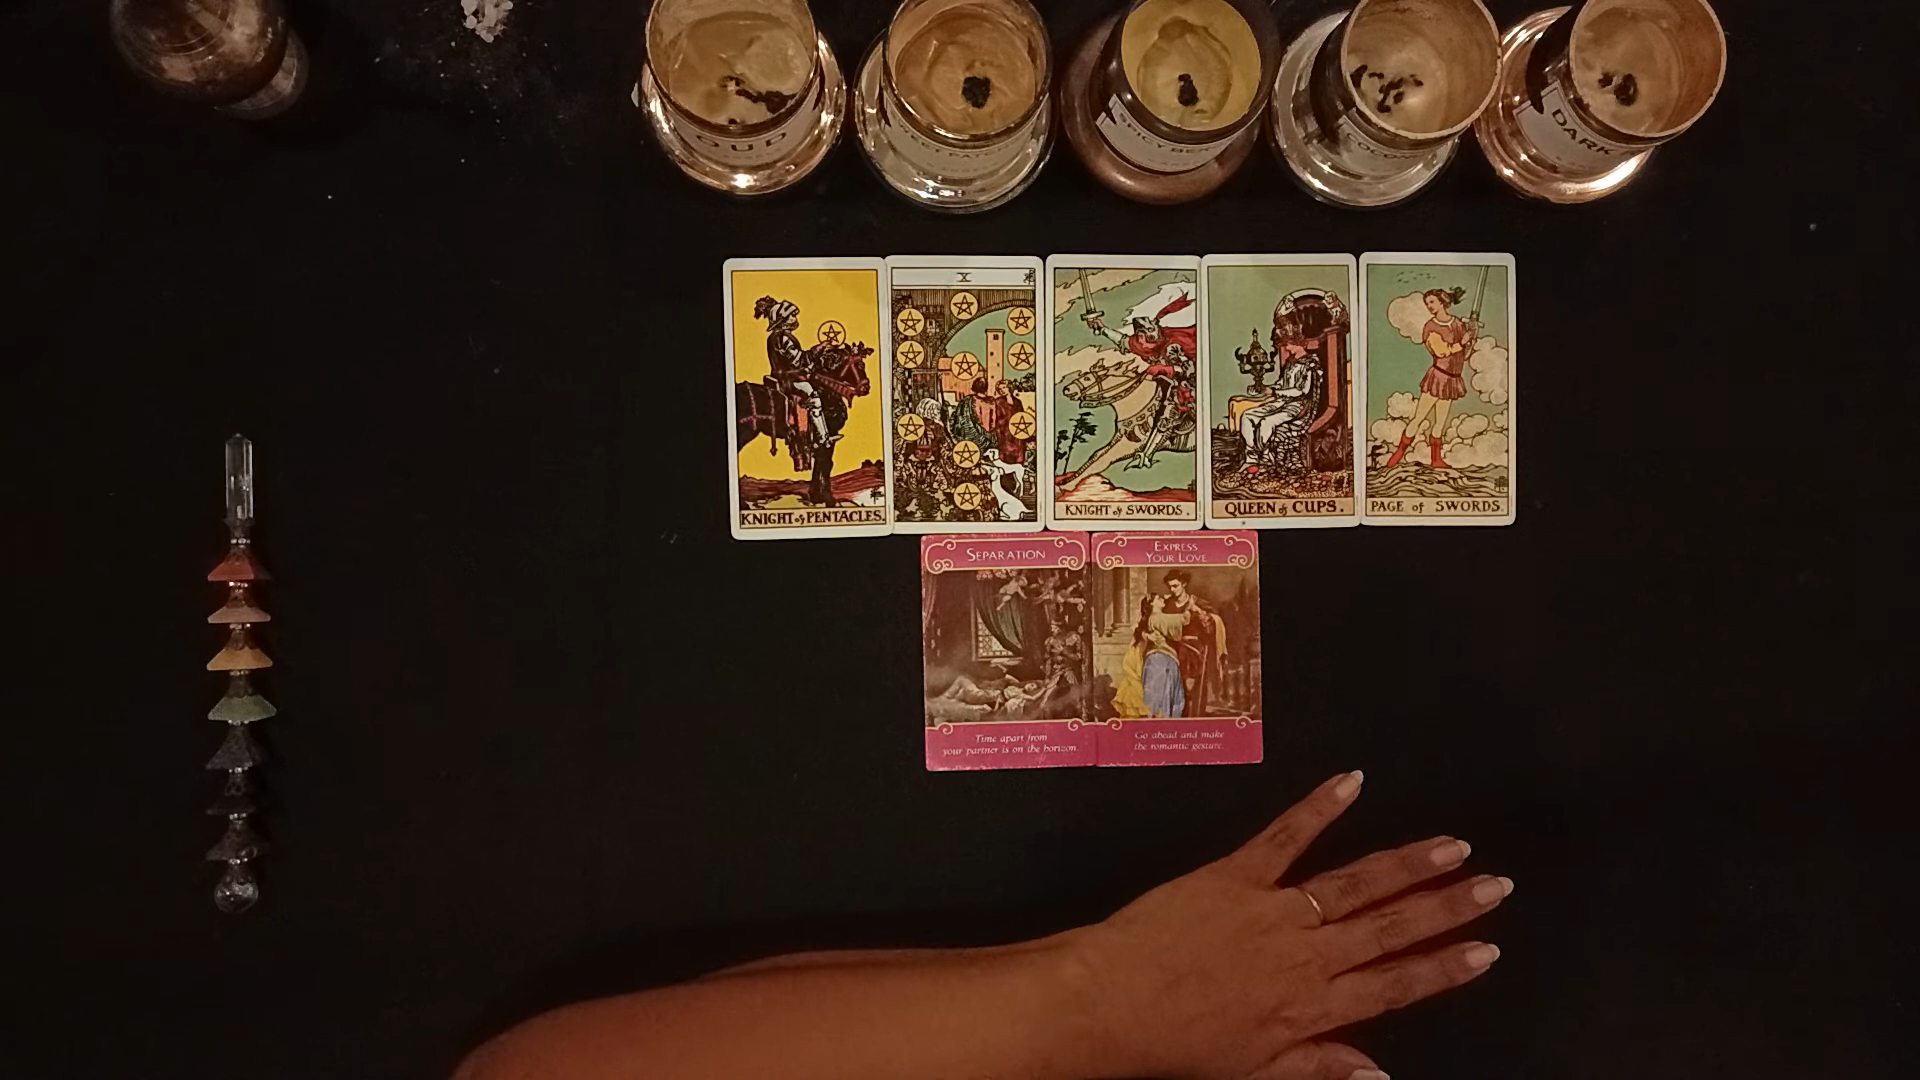 OUD
SPICY
DARK
X
KNIGHT of PENTACLES.
KNIGHT of SWORDS.
QUEEN of CUPS.
PAGE of SWORDS.
SEPARATION
EXPRESS
YOUR LOVE
Time apart from
your partner is on the horizon.
Go ahead and make
the romantic gesture.